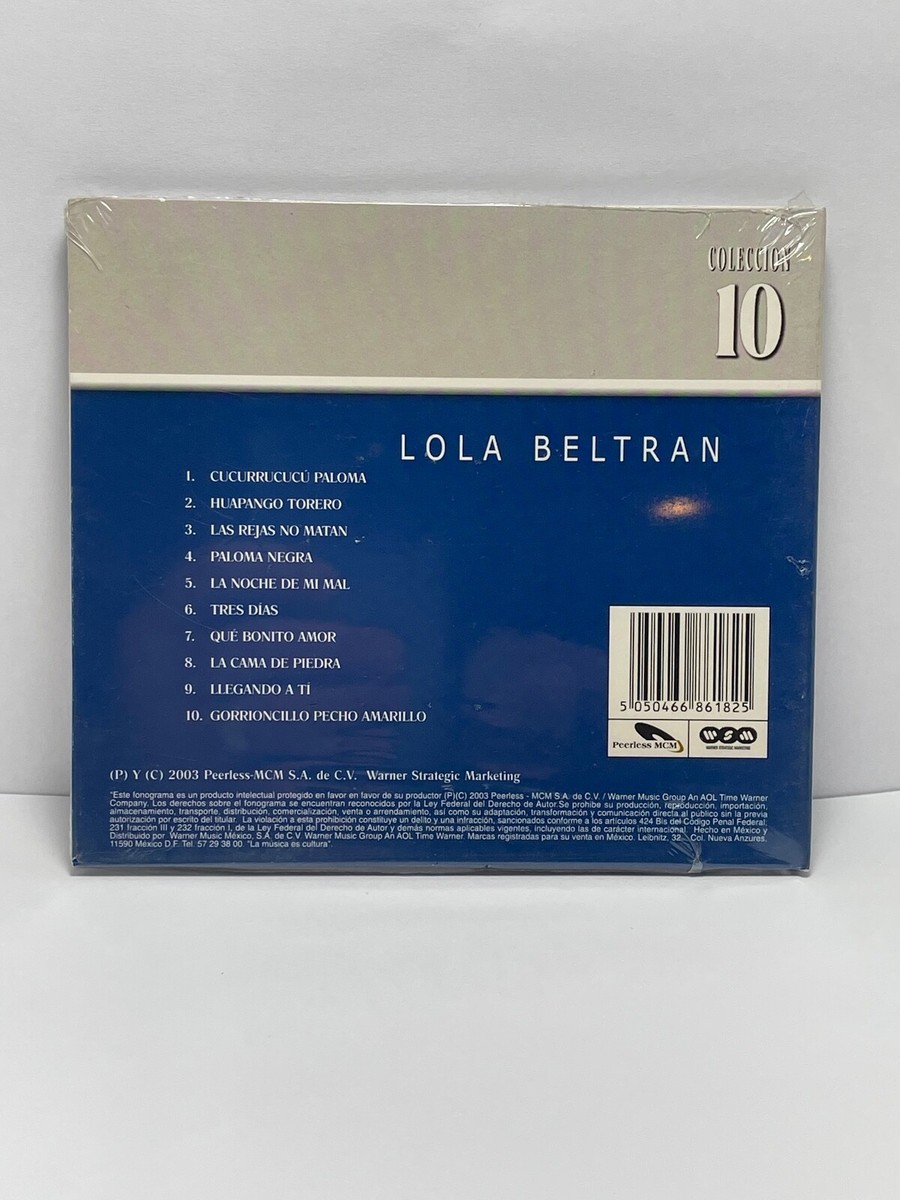 COLECCIÓN
10
LOLA BELTRAN
1. CUCURRUCUCÚ PALOMA
2. HUAPANGO TORERO
3. LAS REJAS NO MATAN
4. PALOMA NEGRA
5. LA NOCHE DE MI MAL
6. TRES DÍAS
7. QUÉ BONITO AMOR
8. LA CAMA DE PIEDRA
9. LLEGANDO A TÍ
10. GORRIONCILLO PECHO AMARILLO
5 050466 861825
Peerless MCM
WSM
WARNER STRATEGIC MARKETING
(P) Y (C) 2003 Peerless-MCM S.A. de C.V. Warner Strategic Marketing
"Este fonograma es un producto intelectual protegido en favor en favor de su productor (P)(C) 2003 Peerless - MCM S.A. de C.V. / Warner Music Group An AOL Time Warner
Company. Los derechos sobre el fonograma se encuentran reconocidos por la Ley Federal del Derecho de Autor.Se prohibe su producción, reproducción, importación,
almacenamiento, transporte, distribución, comercialización, venta o arrendamiento, así como su adaptación, transformación y comunicación directa al publico sin la previa
autorización por escrito del titular. La violación a esta prohibición constituye un delito y una infracción, sancionados conforme a los artículos 424 Bis del Código Penal Federal;
231 fracción III y 232 fracción I, de la Ley Federal del Derecho de Autor y demás normas aplicables vigentes, incluyendo las de carácter internacional. Hecho en México y
Distribuido por Warner Music México, S.A. de C.V Warner Music Group An AOL Time Warner. Marcas registradas para su venta en México. Leibnitz. 32 Col. Nueva Anzures,
11590 México D.F. Tel. 57 29 38 00. "La música es cultura".